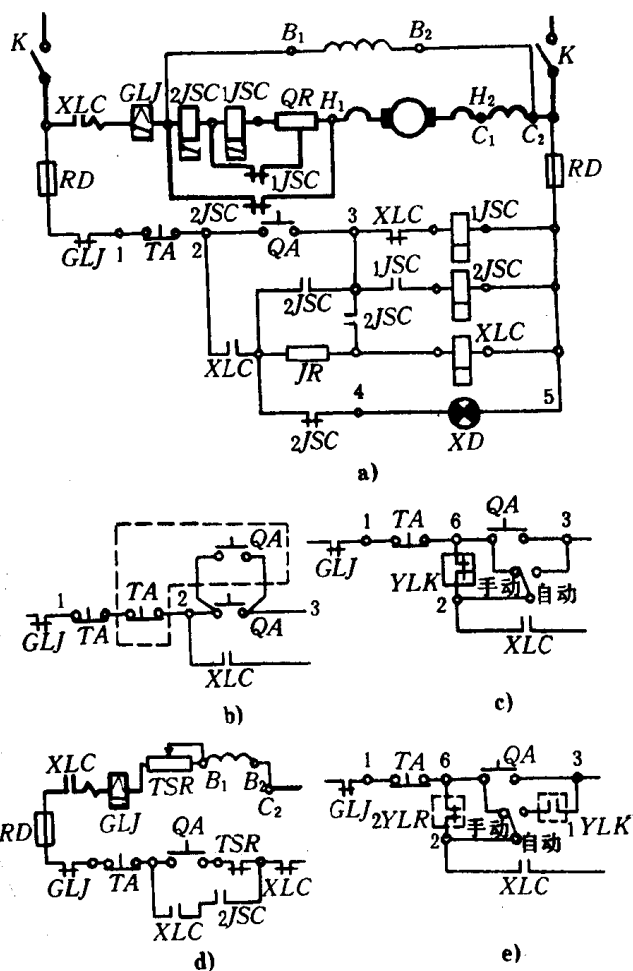 K B₁ B₂ K
XLC GLJ 2JSC 1JSC QR H₁ H₂ C₁ C₂
1JSC
RD 2JSC RD
GLJ 1 TA 2 QA 3 XLC 1JSC
2JSC 1JSC 2JSC
2JSC
XLC JR XLC
2JSC 4 XD 5
a)
QA
1 TA 2 3
GLJ TA QA
XLC
b)
1 TA 6 QA 3
GLJ YLK 手动 自动
2
XLC
c)
XLC TSR B₁ B₂
GLJ C₂
RD QA TSR
GLJ TA XLC
XLC 2JSC
d)
1 TA 6 QA 3
GLJ 2YLR 手动 自动 1YLK
2
XLC
e)